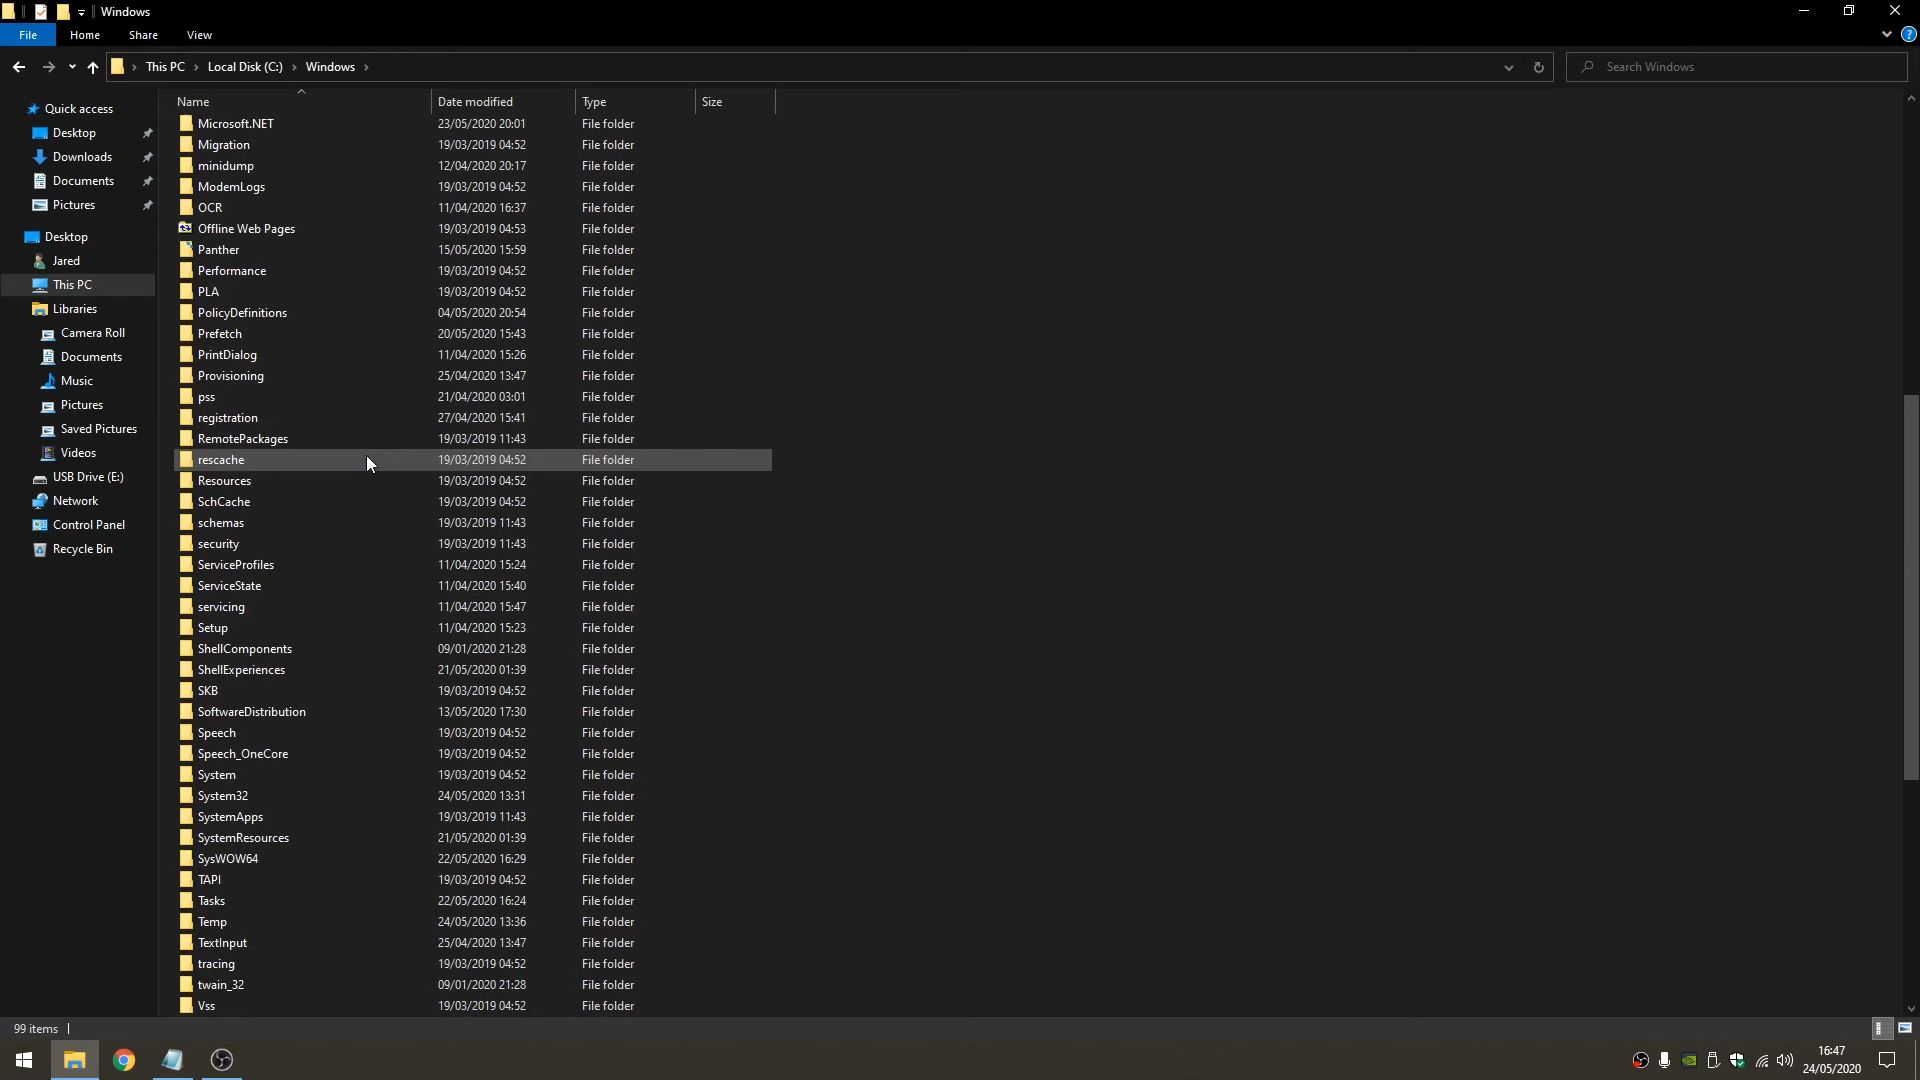 Windows
File Home Share View
This PC Local Disk (C:) Windows
Search Windows
Name Date modified Type Size
Quick access
Desktop
Downloads
Documents
Pictures
Desktop
Jared
This PC
Libraries
Camera Roll
Documents
Music
Pictures
Saved Pictures
Videos
USB Drive (E:)
Network
Control Panel
Recycle Bin
Microsoft.NET 23/05/2020 20:01 File folder
Migration 19/03/2019 04:52 File folder
minidump 12/04/2020 20:17 File folder
ModemLogs 19/03/2019 04:52 File folder
OCR 11/04/2020 16:37 File folder
Offline Web Pages 19/03/2019 04:53 File folder
Panther 15/05/2020 15:59 File folder
Performance 19/03/2019 04:52 File folder
PLA 19/03/2019 04:52 File folder
PolicyDefinitions 04/05/2020 20:54 File folder
Prefetch 20/05/2020 15:43 File folder
PrintDialog 11/04/2020 15:26 File folder
Provisioning 25/04/2020 13:47 File folder
pss 21/04/2020 03:01 File folder
registration 27/04/2020 15:41 File folder
RemotePackages 19/03/2019 11:43 File folder
rescache 19/03/2019 04:52 File folder
Resources 19/03/2019 04:52 File folder
SchCache 19/03/2019 04:52 File folder
schemas 19/03/2019 11:43 File folder
security 19/03/2019 11:43 File folder
ServiceProfiles 11/04/2020 15:24 File folder
ServiceState 11/04/2020 15:40 File folder
servicing 11/04/2020 15:47 File folder
Setup 11/04/2020 15:23 File folder
ShellComponents 09/01/2020 21:28 File folder
ShellExperiences 21/05/2020 01:39 File folder
SKB 19/03/2019 04:52 File folder
SoftwareDistribution 13/05/2020 17:30 File folder
Speech 19/03/2019 04:52 File folder
Speech_OneCore 19/03/2019 04:52 File folder
System 19/03/2019 04:52 File folder
System32 24/05/2020 13:31 File folder
SystemApps 19/03/2019 11:43 File folder
SystemResources 21/05/2020 01:39 File folder
SysWOW64 22/05/2020 16:29 File folder
TAPI 19/03/2019 04:52 File folder
Tasks 22/05/2020 16:24 File folder
Temp 24/05/2020 13:36 File folder
TextInput 25/04/2020 13:47 File folder
tracing 19/03/2019 04:52 File folder
twain_32 09/01/2020 21:28 File folder
Vss 19/03/2019 04:52 File folder
99 items
16:47
24/05/2020